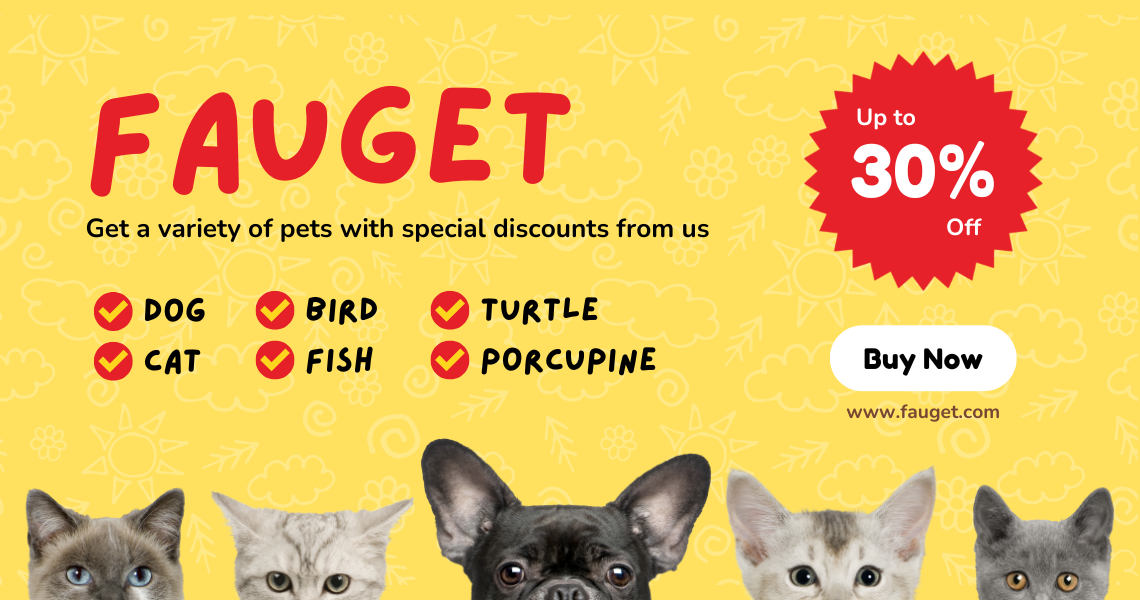 FAUGET
Get a variety of pets with special discounts from us
DOG
BIRD
TURTLE
CAT
FISH
PORCUPINE
Up to
30%
Off
Buy Now
www.fauget.com